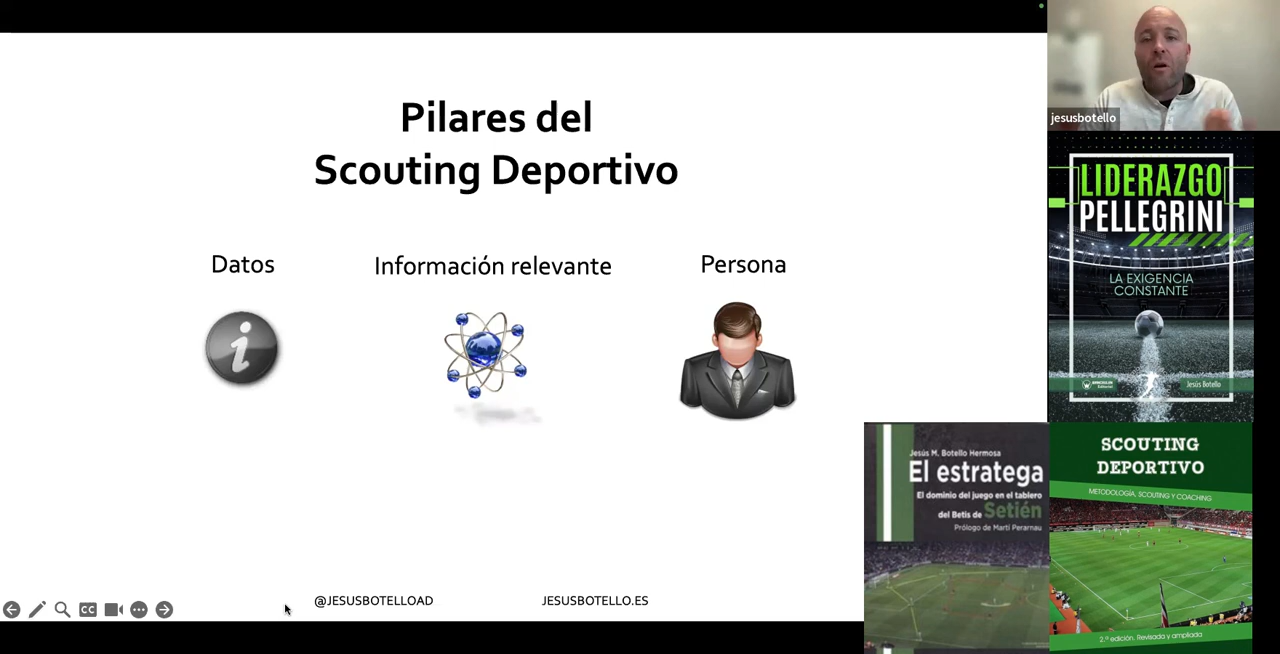 Pilares del
Scouting Deportivo
Datos
Información relevante
Persona
@JESUSBOTELLOAD
JESUSBOTELLO.ES
CC
jesusbotello
LIDERAZGO
PELLEGRINI
LA EXIGENCIA
CONSTANTE
Jesús Botello
Jesús M. Botello Hermosa
El estratega
El dominio del juego en el tablero
del Betis de Setién
Prólogo de Martí Perarnau
SCOUTING
DEPORTIVO
METODOLOGÍA, SCOUTING Y COACHING
2.ª edición. Revisada y ampliada